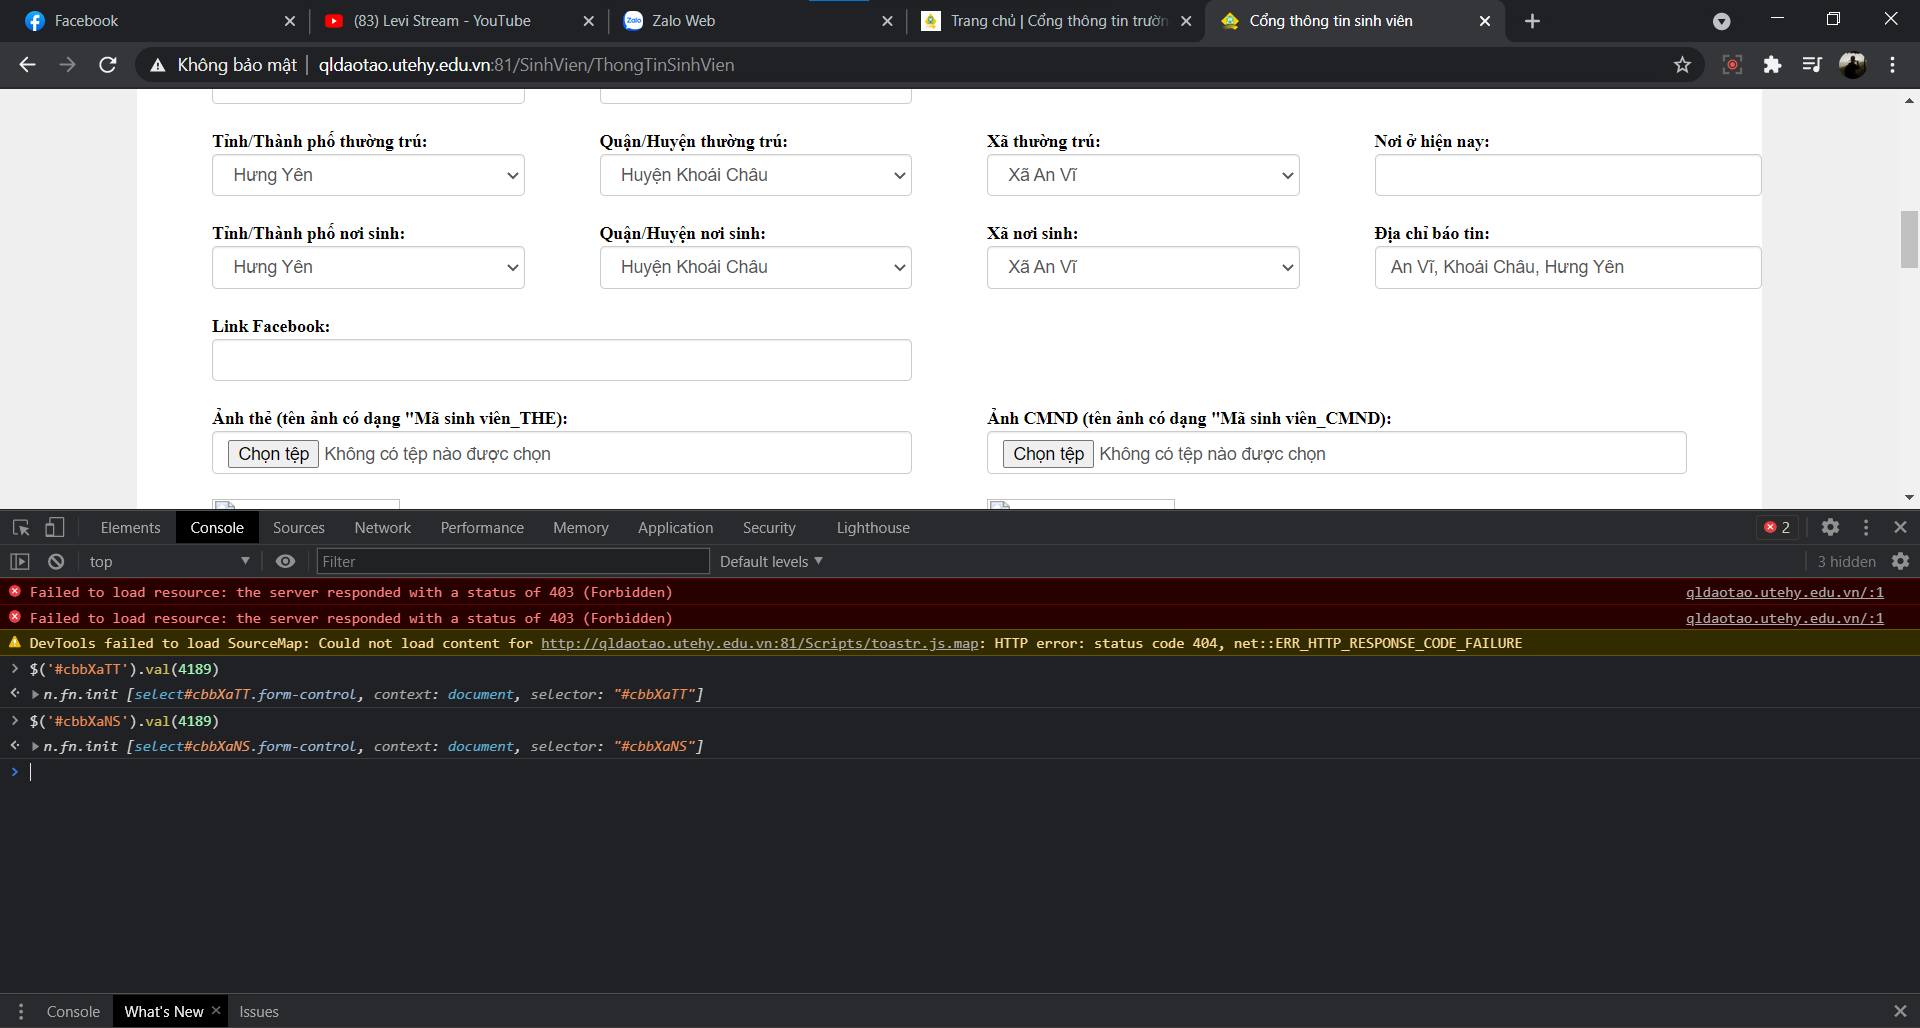 Facebook
(83) Levi Stream - YouTube
Zalo Web
Trang chủ | Cổng thông tin trườn
Cổng thông tin sinh viên
Không bảo mật | qldaotao.utehy.edu.vn:81/SinhVien/ThongTinSinhVien
Tỉnh/Thành phố thường trú:
Quận/Huyện thường trú:
Xã thường trú:
Nơi ở hiện nay:
Hưng Yên
Huyện Khoái Châu
Xã An Vĩ
Tỉnh/Thành phố nơi sinh:
Quận/Huyện nơi sinh:
Xã nơi sinh:
Địa chỉ báo tin:
Hưng Yên
Huyện Khoái Châu
Xã An Vĩ
An Vĩ, Khoái Châu, Hưng Yên
Link Facebook:
Ảnh thẻ (tên ảnh có dạng "Mã sinh viên_THE):
Ảnh CMND (tên ảnh có dạng "Mã sinh viên_CMND):
Chọn tệp Không có tệp nào được chọn
Chọn tệp Không có tệp nào được chọn
Elements
Console
Sources
Network
Performance
Memory
Application
Security
Lighthouse
2
top
Filter
Default levels
3 hidden
Failed to load resource: the server responded with a status of 403 (Forbidden)
qldaotao.utehy.edu.vn/:1
Failed to load resource: the server responded with a status of 403 (Forbidden)
qldaotao.utehy.edu.vn/:1
DevTools failed to load SourceMap: Could not load content for http://qldaotao.utehy.edu.vn:81/Scripts/toastr.js.map: HTTP error: status code 404, net::ERR_HTTP_RESPONSE_CODE_FAILURE
$('#cbbXaTT').val(4189)
n.fn.init [select#cbbXaTT.form-control, context: document, selector: "#cbbXaTT"]
$('#cbbXaNS').val(4189)
n.fn.init [select#cbbXaNS.form-control, context: document, selector: "#cbbXaNS"]
Console
What's New
Issues